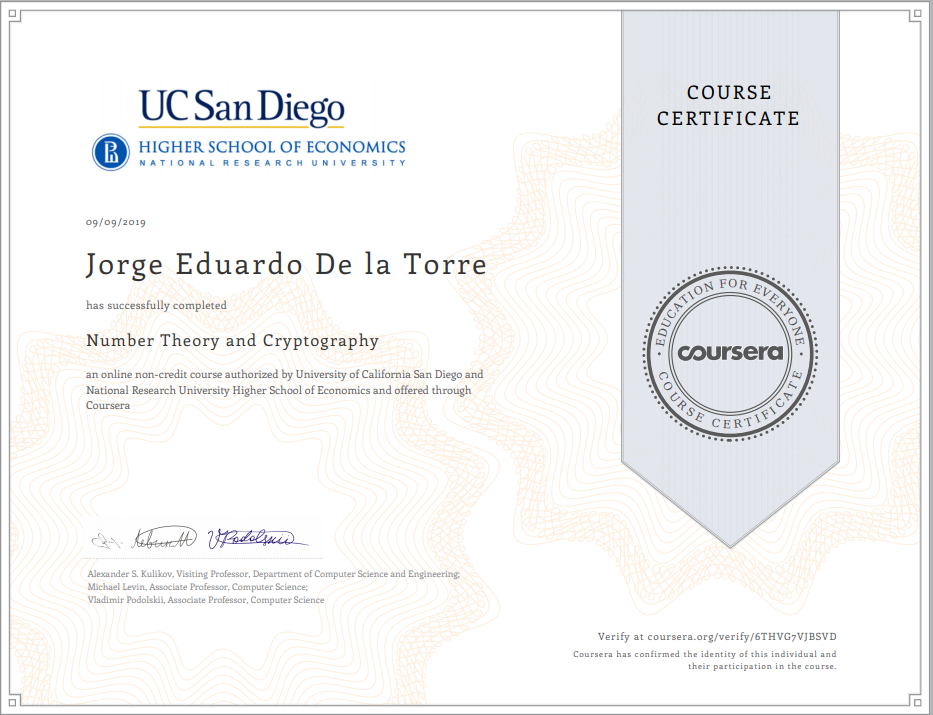 COURSE
CERTIFICATE
UC San Diego
HIGHER SCHOOL OF ECONOMICS
NATIONAL RESEARCH UNIVERSITY
09/09/2019
Jorge Eduardo De la Torre
has successfully completed
Number Theory and Cryptography
an online non-credit course authorized by University of California San Diego and
National Research University Higher School of Economics and offered through
Coursera
EDUCATION FOR EVERYONE
coursera
COURSE CERTIFICATE
Alexander S. Kulikov, Visiting Professor, Department of Computer Science and Engineering;
Michael Levin, Associate Professor, Computer Science;
Vladimir Podolskii, Associate Professor, Computer Science
Verify at coursera.org/verify/6THVG7VJBSVD
Coursera has confirmed the identity of this individual and
their participation in the course.